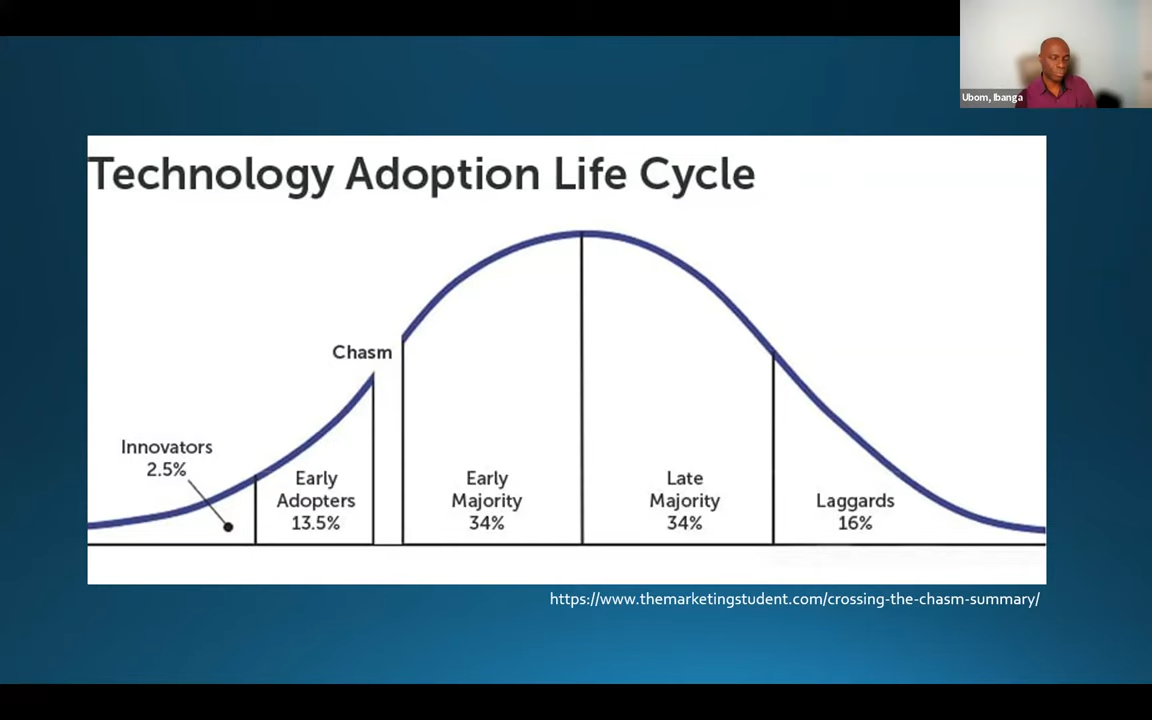 Ubom, Ibanga
Technology Adoption Life Cycle
Chasm
Innovators
2.5%
Early
Adopters
13.5%
Early
Majority
34%
Late
Majority
34%
Laggards
16%
https://www.themarketingstudent.com/crossing-the-chasm-summary/